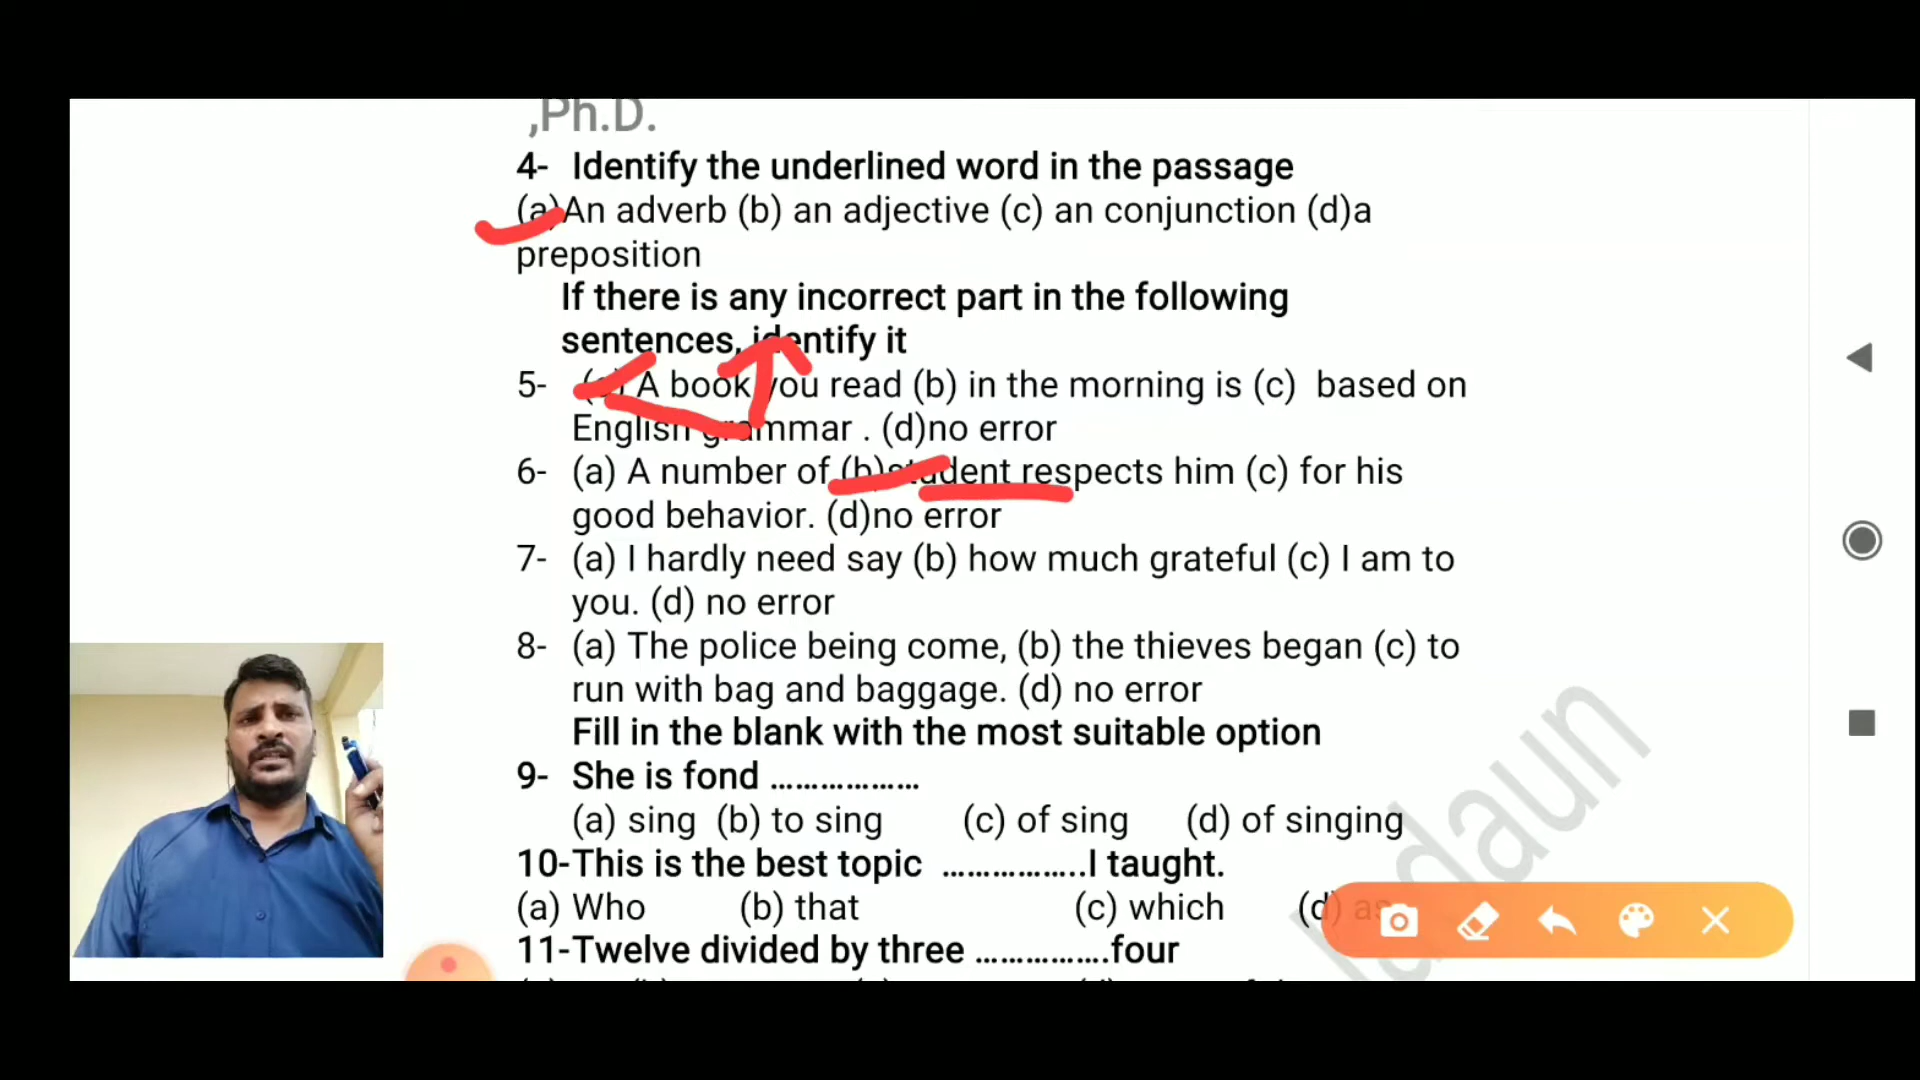 ,Ph.D.
4- Identify the underlined word in the passage
(a)An adverb (b) an adjective (c) an conjunction (d)a
preposition
If there is any incorrect part in the following
sentences, identify it
5- (a) A book you read (b) in the morning is (c) based on
English grammar . (d)no error
6- (a) A number of (b)student respects him (c) for his
good behavior. (d)no error
7- (a) I hardly need say (b) how much grateful (c) I am to
you. (d) no error
8- (a) The police being come, (b) the thieves began (c) to
run with bag and baggage. (d) no error
Fill in the blank with the most suitable option
9- She is fond ………………
(a) sing (b) to sing (c) of sing (d) of singing
10-This is the best topic ……………..I taught.
(a) Who (b) that (c) which (d) as
11-Twelve divided by three …………….four
daun